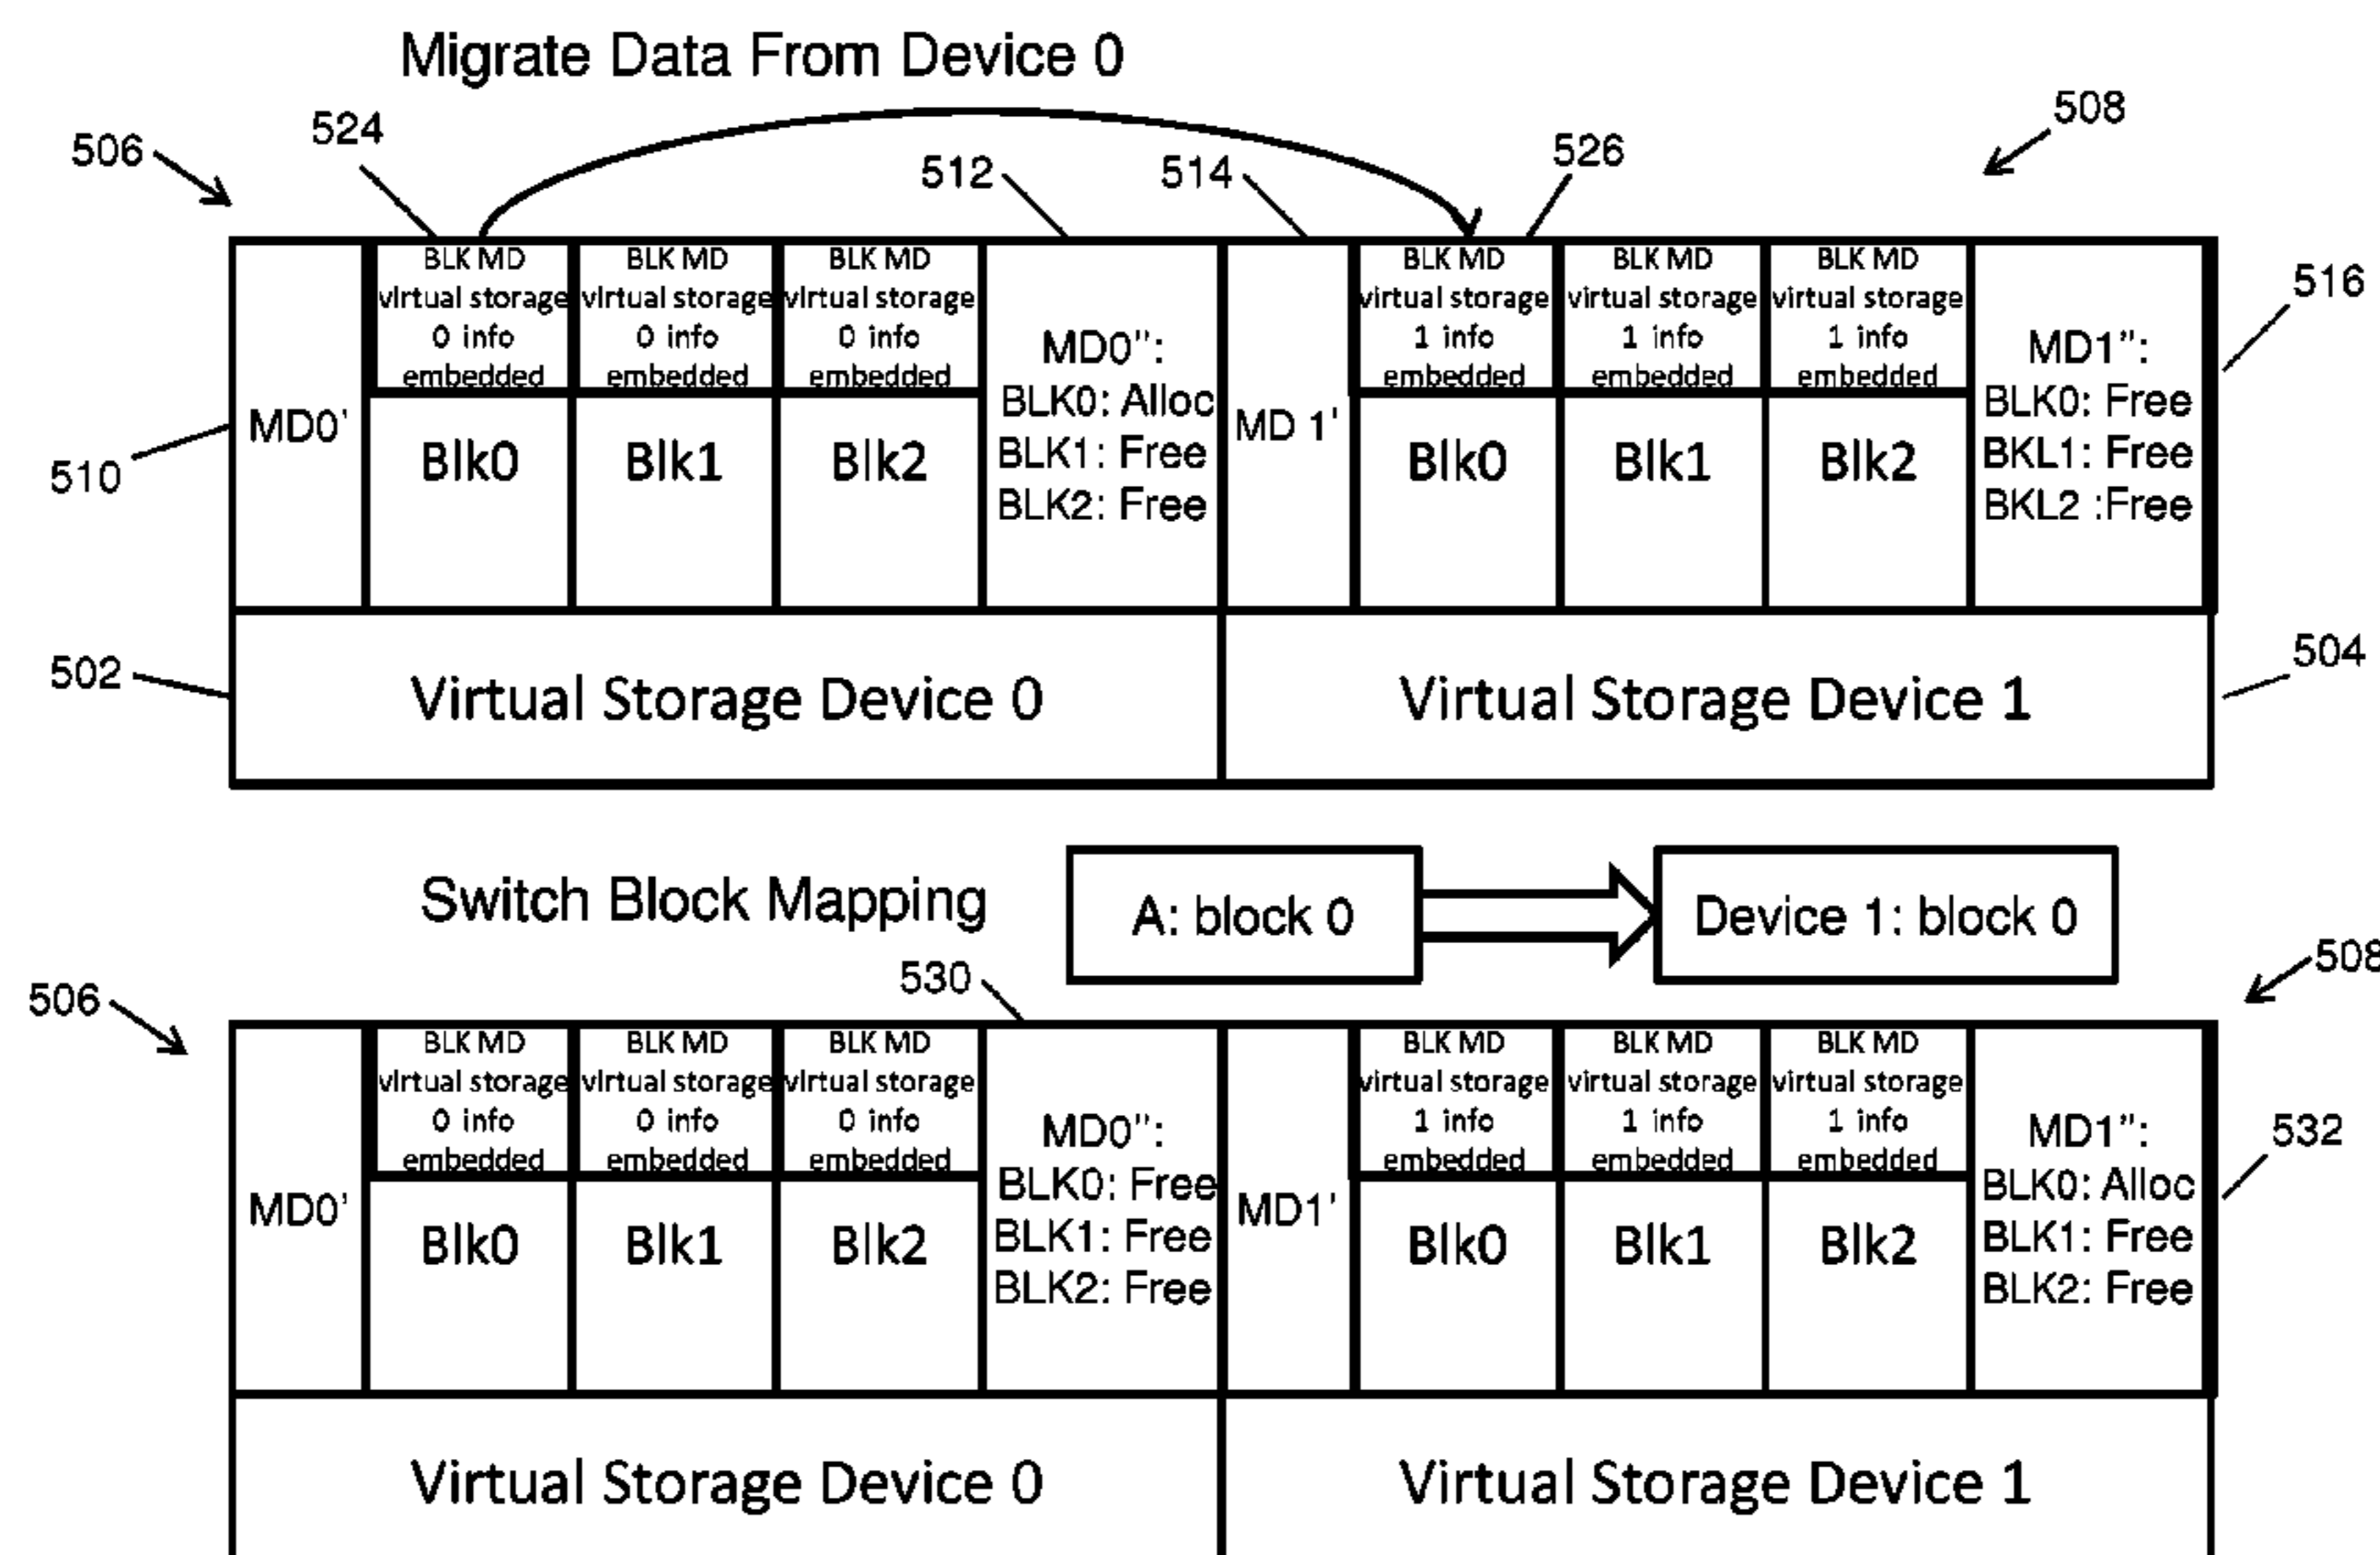 Migrate Data From Device 0
506
524
512
514
526
508
BLK MD
virtual storage
0 info
embedded
BLK MD
virtual storage
0 info
embedded
BLK MD
virtual storage
0 info
embedded
BLK MD
virtual storage
1 info
embedded
BLK MD
virtual storage
1 info
embedded
BLK MD
virtual storage
1 info
embedded
516
510
MD0'
Blk0
Blk1
Blk2
MD0":
BLK0: Alloc
BLK1: Free
BLK2: Free
MD 1'
Blk0
Blk1
Blk2
MD1":
BLK0: Free
BKL1: Free
BKL2 :Free
502
Virtual Storage Device 0
Virtual Storage Device 1
504
Switch Block Mapping
A: block 0
Device 1: block 0
506
530
508
BLK MD
virtual storage
0 info
embedded
BLK MD
virtual storage
0 info
embedded
BLK MD
virtual storage
0 info
embedded
BLK MD
virtual storage
1 info
embedded
BLK MD
virtual storage
1 info
embedded
BLK MD
virtual storage
1 info
embedded
532
MD0'
Blk0
Blk1
Blk2
MD0":
BLK0: Free
BLK1: Free
BLK2: Free
MD1'
Blk0
Blk1
Blk2
MD1":
BLK0: Alloc
BLK1: Free
BLK2: Free
Virtual Storage Device 0
Virtual Storage Device 1